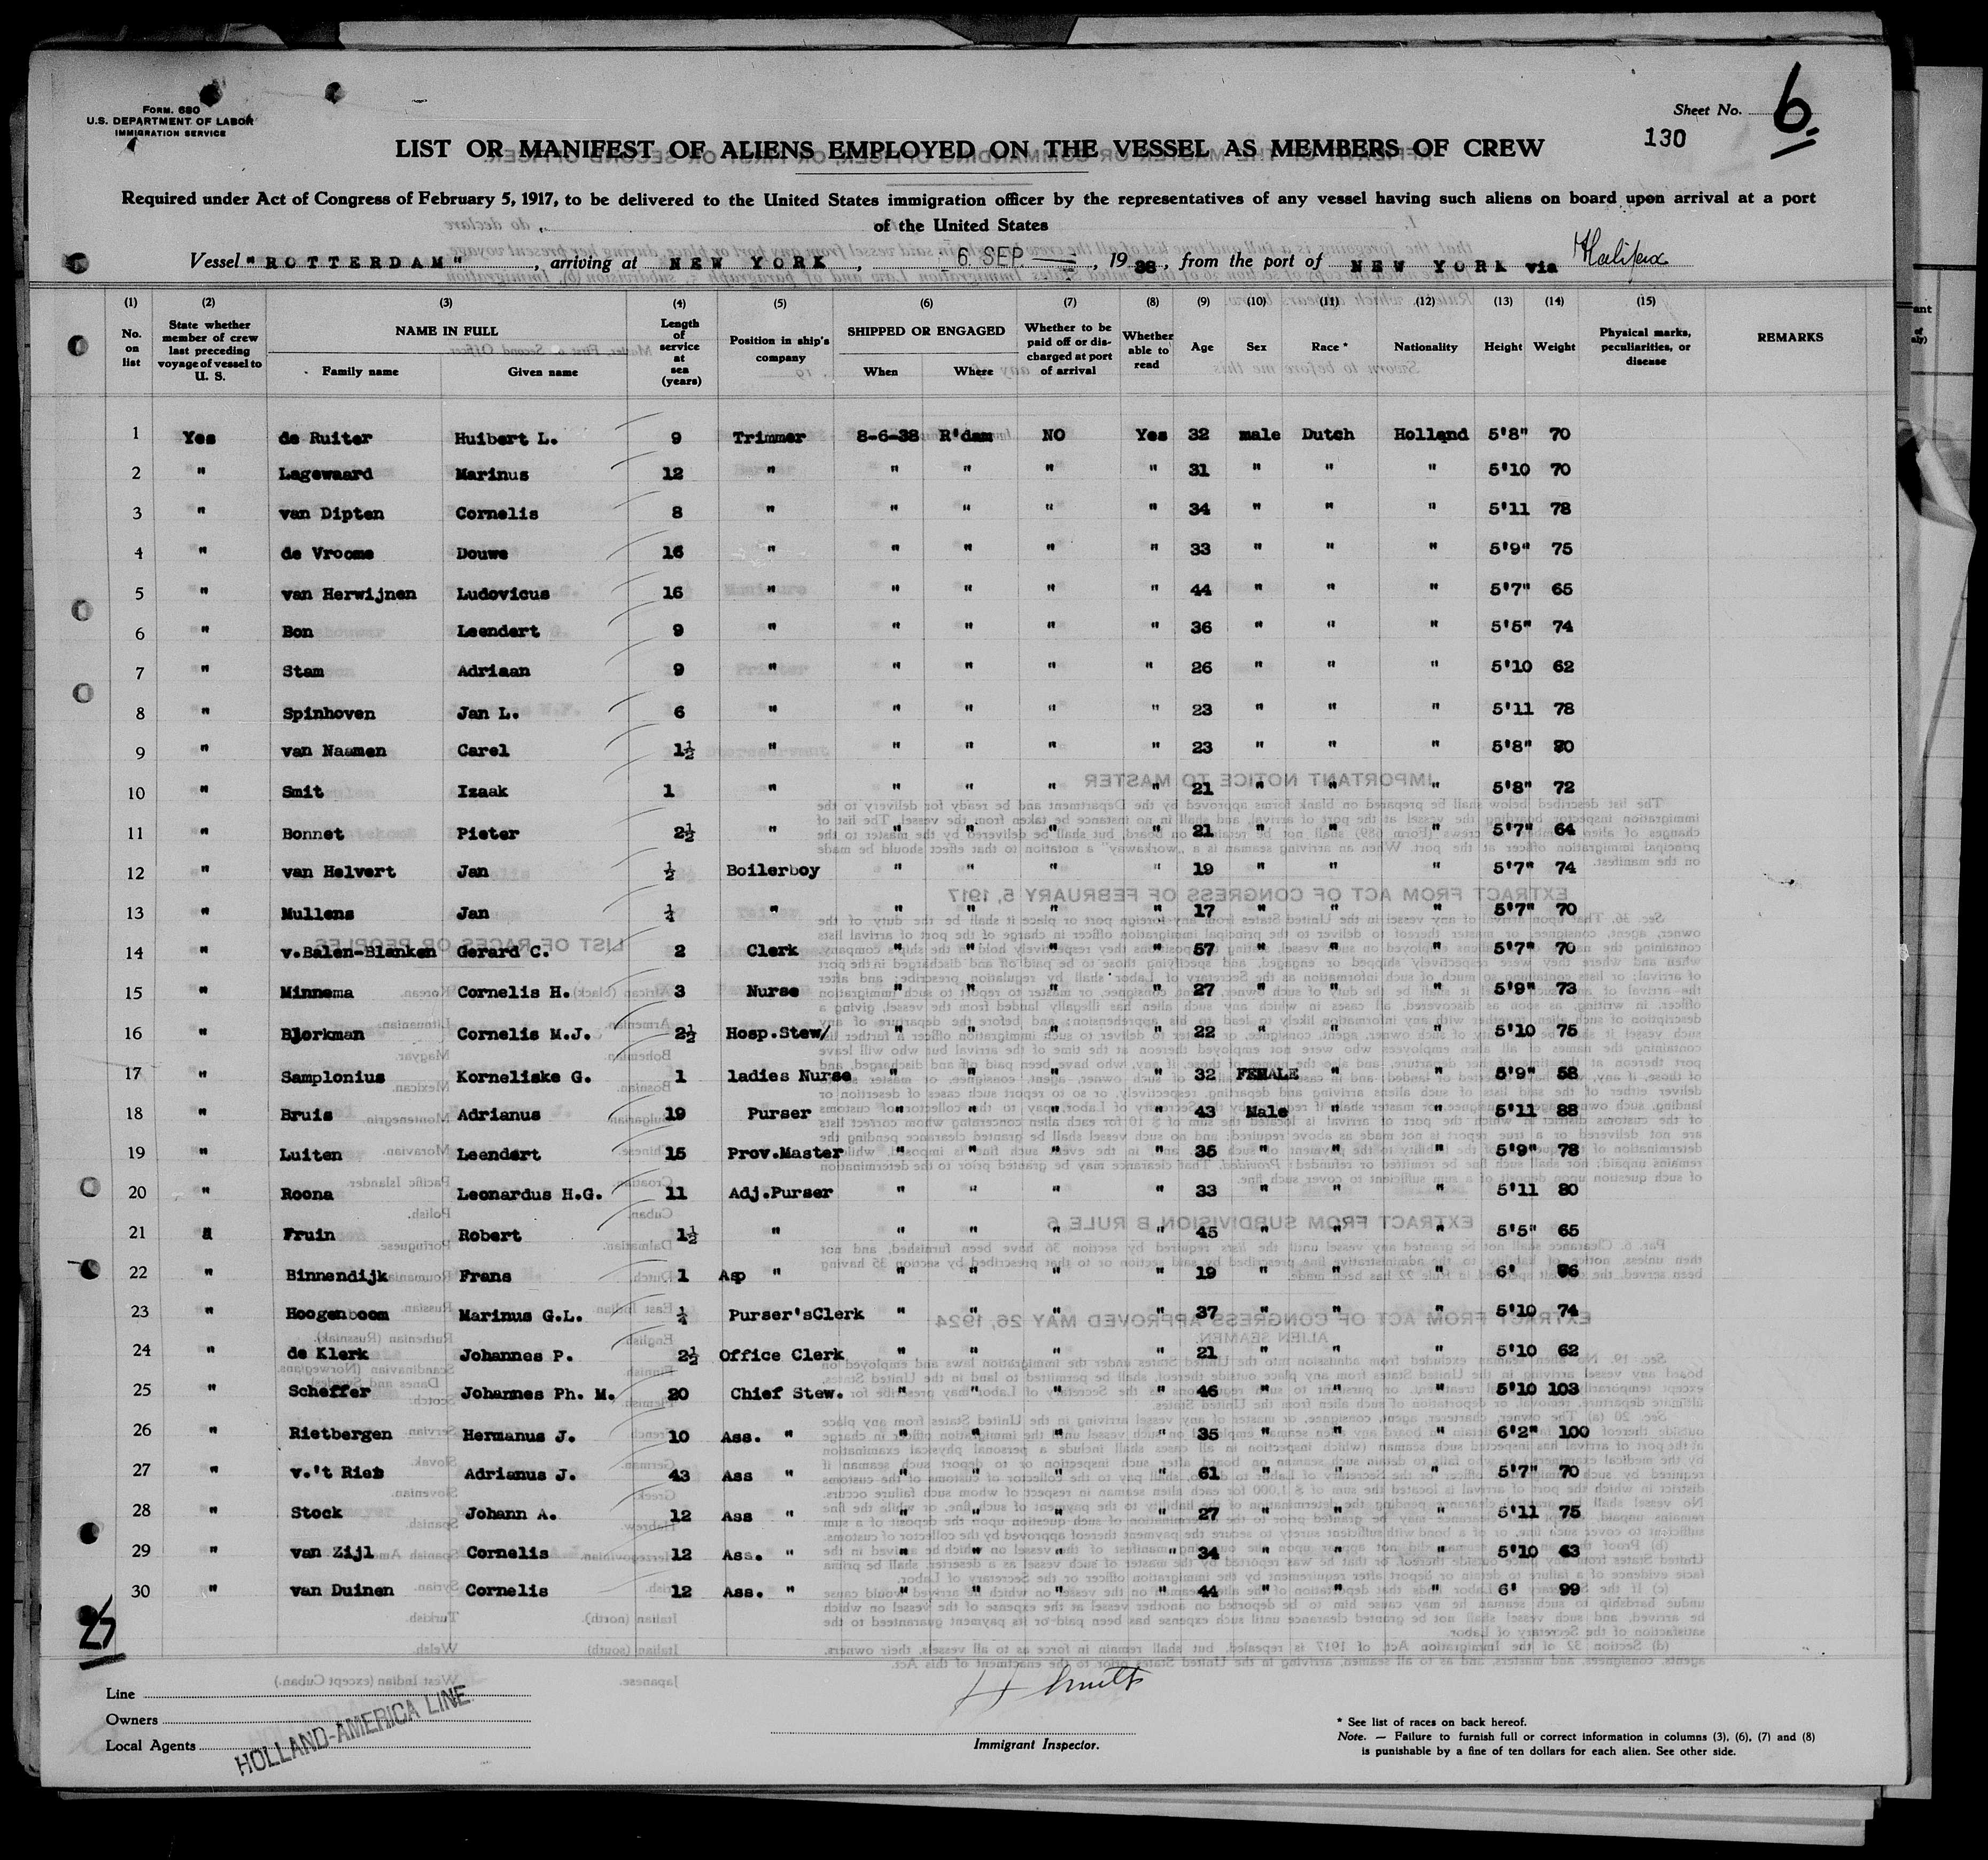 Form. 680
U.S. DEPARTMENT OF LABOR
IMMIGRATION SERVICE
Sheet No. 6
130
LIST OR MANIFEST OF ALIENS EMPLOYED ON THE VESSEL AS MEMBERS OF CREW
Required under Act of Congress of February 5, 1917, to be delivered to the United States immigration officer by the representatives of any vessel having such aliens on board upon arrival at a port
of the United States
Vessel "ROTTERDAM", arriving at NEW YORK, 6 SEP., 1938, from the port of NEW YORK via Halifax
(1) (2) (3) (4) (5) (6) (7) (8) (9) (10) (11) (12) (13) (14) (15)
No. on list | State whether member of crew last preceding voyage of vessel to U. S. | NAME IN FULL Family name Given name | Length of service at sea (years) | Position in ship's company | SHIPPED OR ENGAGED When Where | Whether to be paid off or discharged at port of arrival | Whether able to read | Age | Sex | Race * | Nationality | Height | Weight | Physical marks, peculiarities, or disease | REMARKS
1 Yes de Ruiter Huibert L. 9 Trimmer 8-6-38 R'dam NO Yes 32 male Dutch Holland 5'8" 70
2 " Lagewaard Marinus 12 " " " " " 31 " " " 5'10 70
3 " van Dipten Cornelis 8 " " " " " 34 " " " 5'11 78
4 " de Vroome Douwe 16 " " " " " 33 " " " 5'9" 75
5 " van Herwijnen Ludovicus 16 " " " " " 44 " " " 5'7" 65
6 " Bon Leendert 9 " " " " " 36 " " " 5'5" 74
7 " Stam Adriaan 9 " " " " " 26 " " " 5'10 62
8 " Spinhoven Jan L. 6 " " " " " 23 " " " 5'11 78
9 " van Naamen Carel 1½ " " " " " 23 " " " 5'8" 80
10 " Smit Izaak 1 " " " " " 21 " " " 5'8" 72
11 " Bonnet Pieter 2½ " " " " " 21 " " " 5'7" 64
12 " van Helvert Jan ½ Boilerboy " " " " 19 " " " 5'7" 74
13 " Mullens Jan ¼ " " " " " 17 " " " 5'7" 70
14 " v.Balen-Blanken Gerard C. 2 Clerk " " " " 57 " " " 5'7" 70
15 " Minnema Cornelis H. 3 Nurse " " " " 27 " " " 5'9" 73
16 " Bjorkman Cornelis M.J. 2½ Hosp.Stew/ " " " " 22 " " " 5'10 75
17 " Samplonius Korneliske G. 1 ladies Nurse " " " " 32 FEMALE " " 5'9" 58
18 " Bruis Adrianus 19 Purser " " " " 43 Male " " 5'11 88
19 " Luiten Leendert 15 Prov.Master " " " " 35 " " " 5'9" 78
20 " Roona Leonardus H.G. 11 Adj.Purser " " " " 33 " " " 5'11 80
21 " Fruin Robert 1½ " " " " " 45 " " " 5'5" 65
22 " Binnendijk Frans 1 Asp " " " " " 19 " " " 6' 86
23 " Hoogenboom Marinus G.L. ¼ Purser'sClerk " " " " 37 " " " 5'10 74
24 " de Klerk Johannes P. 2½ Office Clerk " " " " 21 " " " 5'10 62
25 " Scheffer Johannes Ph. M. 20 Chief Stew. " " " " 46 " " " 5'10 103
26 " Rietbergen Hermanus J. 10 Ass. " " " " " 35 " " " 6'2" 100
27 " v.'t Riet Adrianus J. 43 Ass " " " " " 61 " " " 5'7" 70
28 " Stock Johann A. 12 Ass " " " " " 27 " " " 5'11 75
29 " van Zijl Cornelis 12 Ass. " " " " " 34 " " " 5'10 63
30 " van Duinen Cornelis 12 Ass. " " " " " 44 " " " 6' 99
25
Line
Owners
Local Agents
HOLLAND-AMERICA LINE
Immigrant Inspector.
* See list of races on back hereof.
Note. — Failure to furnish full or correct information in columns (3), (6), (7) and (8)
is punishable by a fine of ten dollars for each alien. See other side.